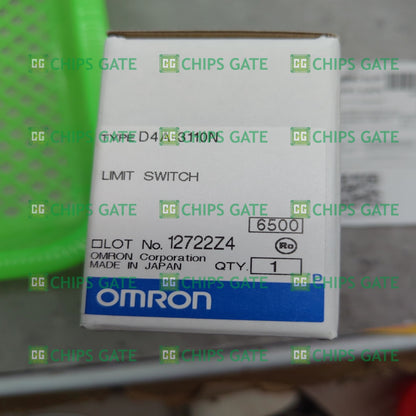 TYPE D4A-3110N
LIMIT SWITCH
6500
LOT No. 12722Z4
OMRON Corporation
MADE IN JAPAN QTY. 1
OMRON
CHIPS GATE